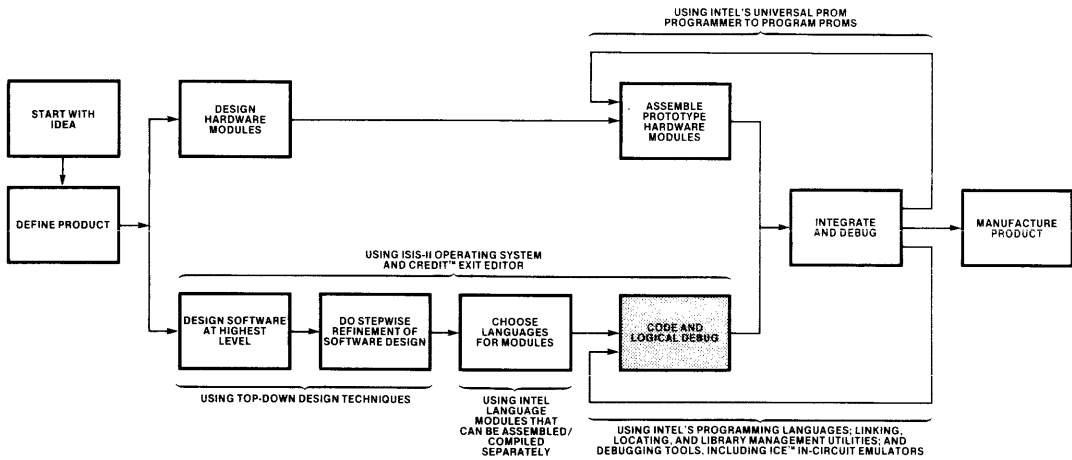 USING INTEL'S UNIVERSAL PROM
PROGRAMMER TO PROGRAM PROMS
START WITH
IDEA
DESIGN
HARDWARE
MODULES
ASSEMBLE
PROTOTYPE
HARDWARE
MODULES
DEFINE PRODUCT
INTEGRATE
AND DEBUG
MANUFACTURE
PRODUCT
USING ISIS-II OPERATING SYSTEM
AND CREDIT™ EXIT EDITOR
DESIGN SOFTWARE
AT HIGHEST
LEVEL
DO STEPWISE
REFINEMENT OF
SOFTWARE DESIGN
CHOOSE
LANGUAGES
FOR MODULES
CODE AND
LOGICAL DEBUG
USING TOP-DOWN DESIGN TECHNIQUES
USING INTEL
LANGUAGE
MODULES THAT
CAN BE ASSEMBLED/
COMPILED
SEPARATELY
USING INTEL'S PROGRAMMING LANGUAGES; LINKING,
LOCATING, AND LIBRARY MANAGEMENT UTILITIES; AND
DEBUGGING TOOLS, INCLUDING ICE™ IN-CIRCUIT EMULATORS